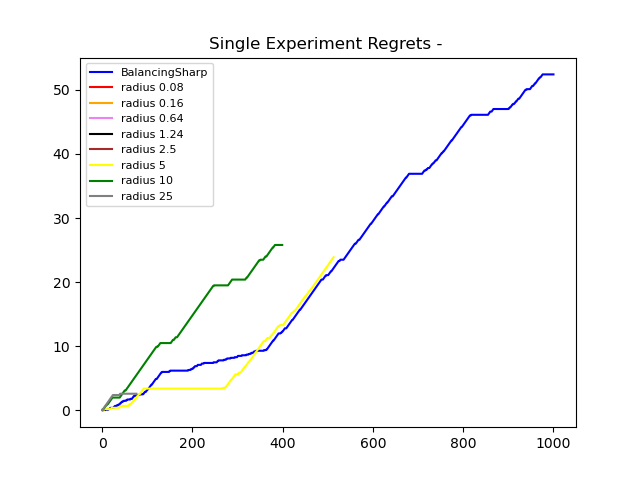 Single Experiment Regrets -
BalancingSharp
radius 0.08
radius 0.16
radius 0.64
radius 1.24
radius 2.5
radius 5
radius 10
radius 25
50
40
30
20
10
0
0 200 400 600 800 1000